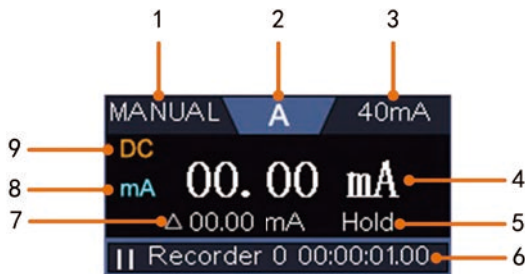 1 2 3
MANUAL A 40mA
9 DC
8 mA 00.00 mA 4
7 △ 00.00 mA Hold 5
|| Recorder 0 00:00:01.00 6